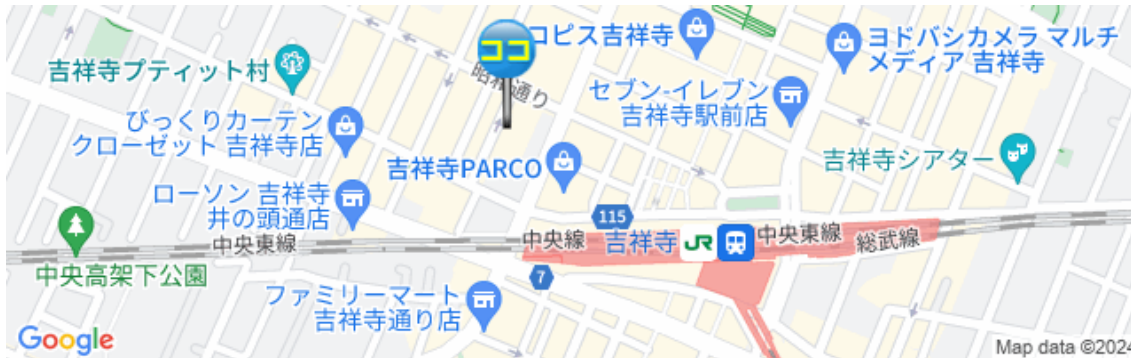 ココ
コピス吉祥寺
ヨドバシカメラ マルチ
メディア 吉祥寺
吉祥寺プティット村
昭和通り
セブン-イレブン
吉祥寺駅前店
びっくりカーテン
クローゼット 吉祥寺店
吉祥寺PARCO
吉祥寺シアター
ローソン 吉祥寺
井の頭通店
115
中央東線
中央線
吉祥寺
JR
中央東線
総武線
中央高架下公園
7
ファミリーマート
吉祥寺通り店
Google
Map data ©2024